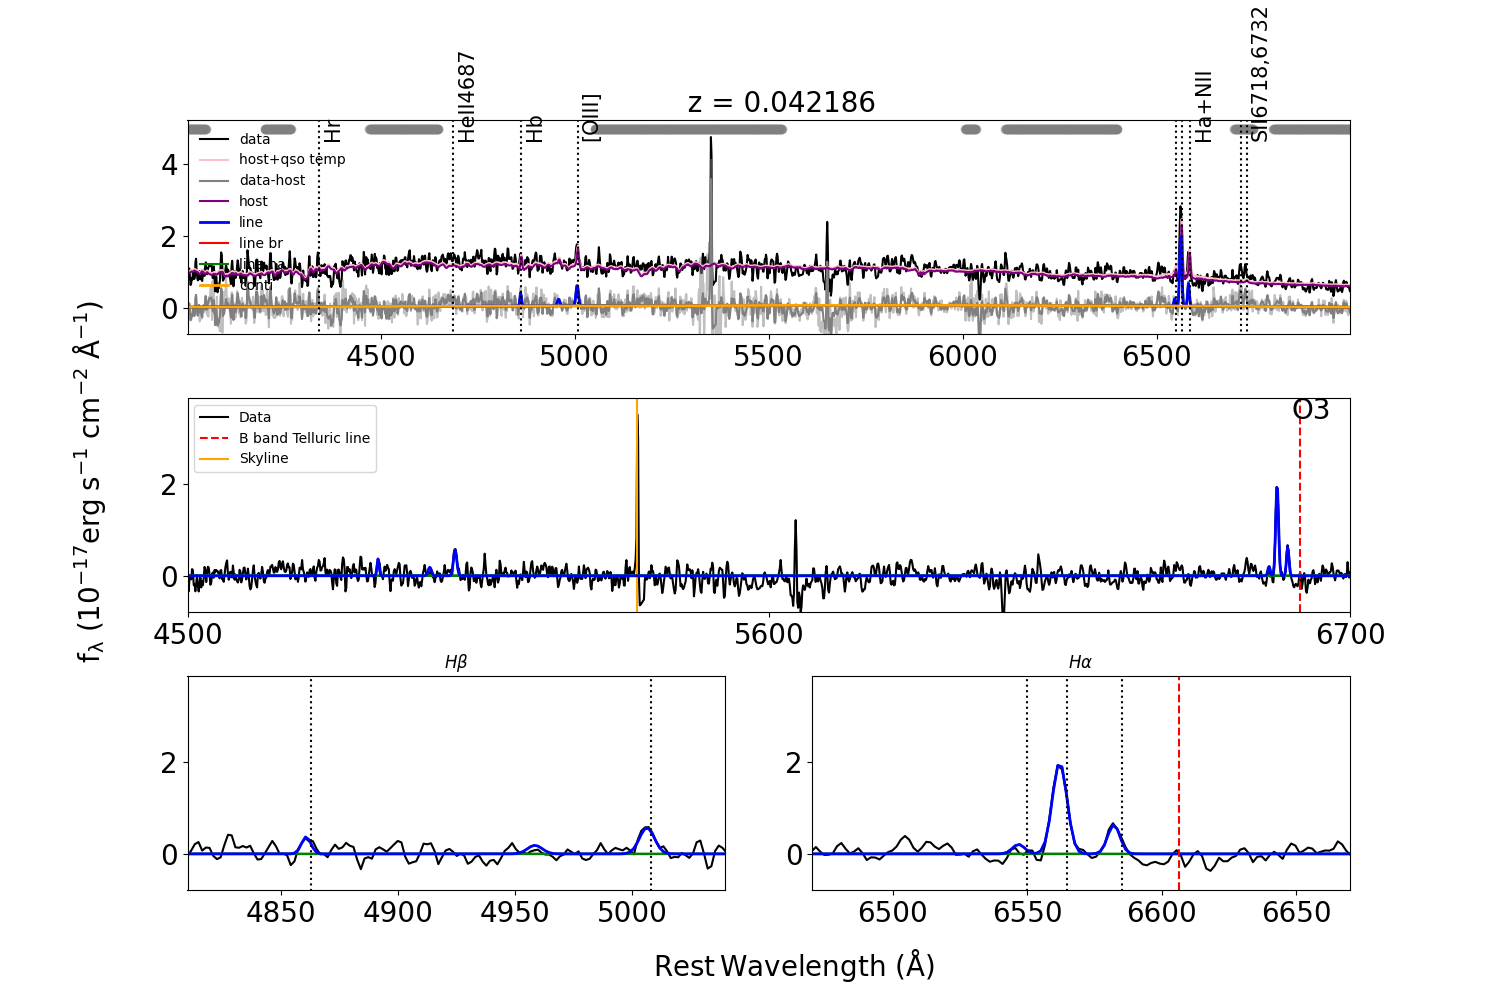 z = 0.042186
Hr
HeII4687
Hb
[OIII]
Ha+NII
SII6718,6732
data
host+qso temp
data-host
host
line
line br
conti
4
2
0
4500
5000
5500
6000
6500
Data
B band Telluric line
Skyline
O3
2
0
4500
5600
6700
fλ (10⁻¹⁷erg s⁻¹ cm⁻² Å⁻¹)
Hβ
2
0
4850
4900
4950
5000
Hα
2
0
6500
6550
6600
6650
Rest Wavelength (Å)